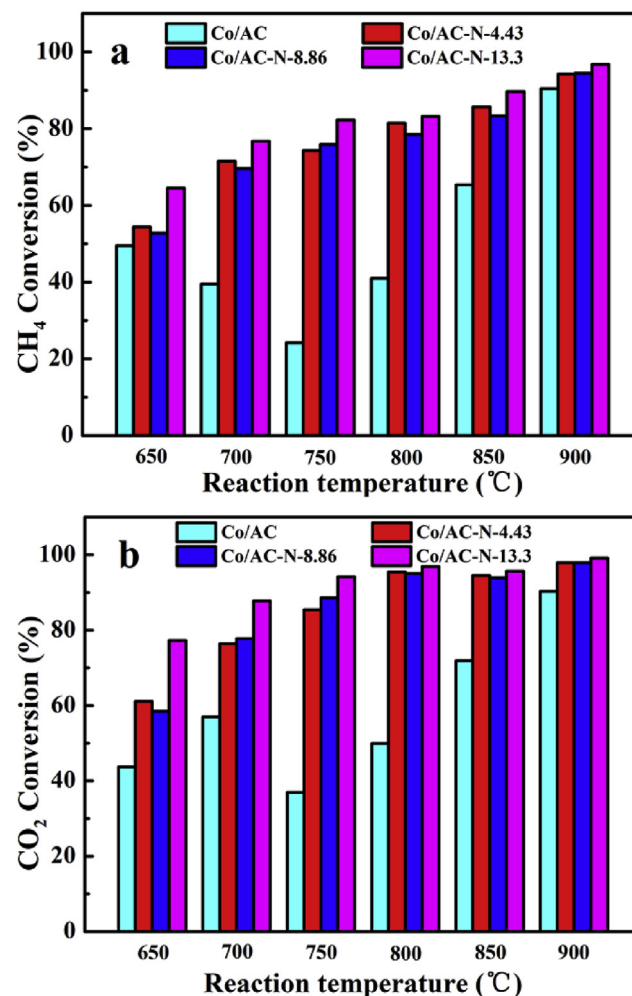 a
Co/AC Co/AC-N-4.43
Co/AC-N-8.86 Co/AC-N-13.3
100
80
60
40
20
0
CH4 Conversion (%)
650 700 750 800 850 900
Reaction temperature (℃)
b
Co/AC Co/AC-N-4.43
Co/AC-N-8.86 Co/AC-N-13.3
100
80
60
40
20
0
CO2 Conversion (%)
650 700 750 800 850 900
Reaction temperature (℃)